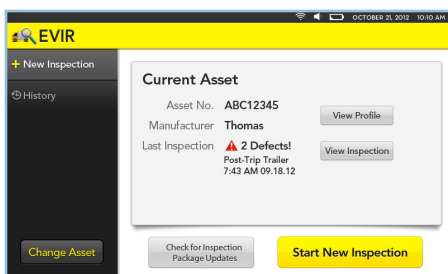 OCTOBER 21, 2012 10:10 AM
EVIR
+ New Inspection
History
Current Asset
Asset No. ABC12345
Manufacturer Thomas
Last Inspection 2 Defects!
Post-Trip Trailer
7:43 AM 09.18.12
View Profile
View Inspection
Change Asset
Check for Inspection
Package Updates
Start New Inspection